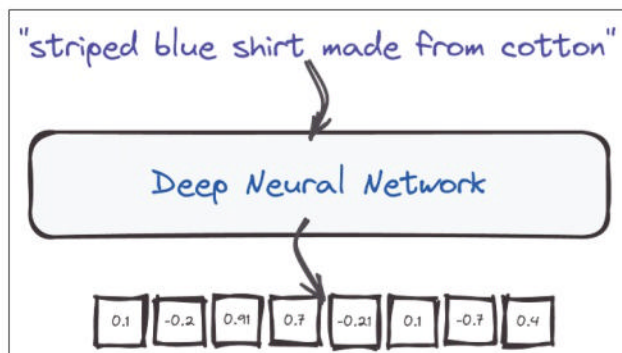 "striped blue shirt made from cotton"
Deep Neural Network
0.1 -0.2 0.91 0.7 -0.21 0.1 -0.7 0.4